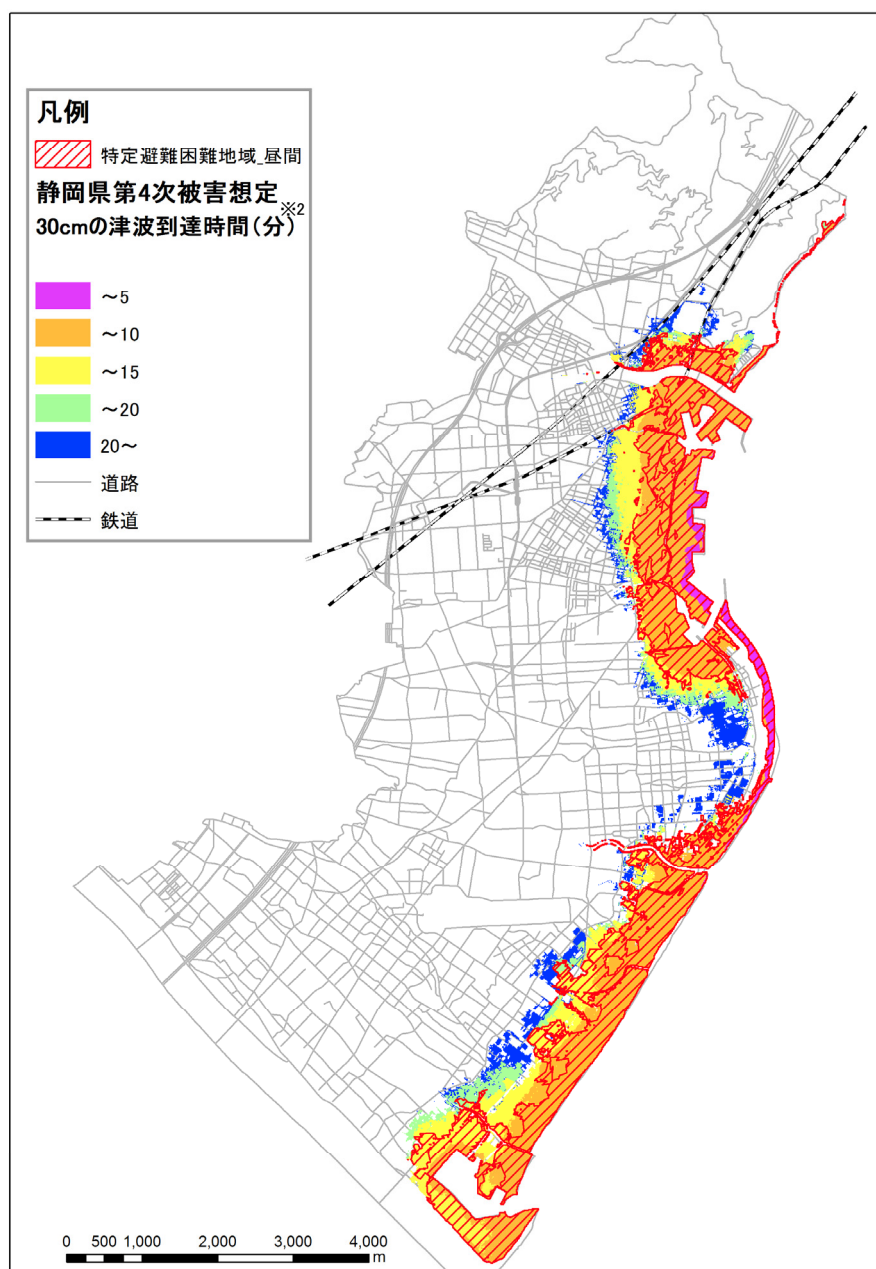 凡例
特定避難困難地域_昼間
静岡県第4次被害想定※2
30cmの津波到達時間(分)
～5
～10
～15
～20
20～
道路
鉄道
0 500 1,000 2,000 3,000 4,000
m